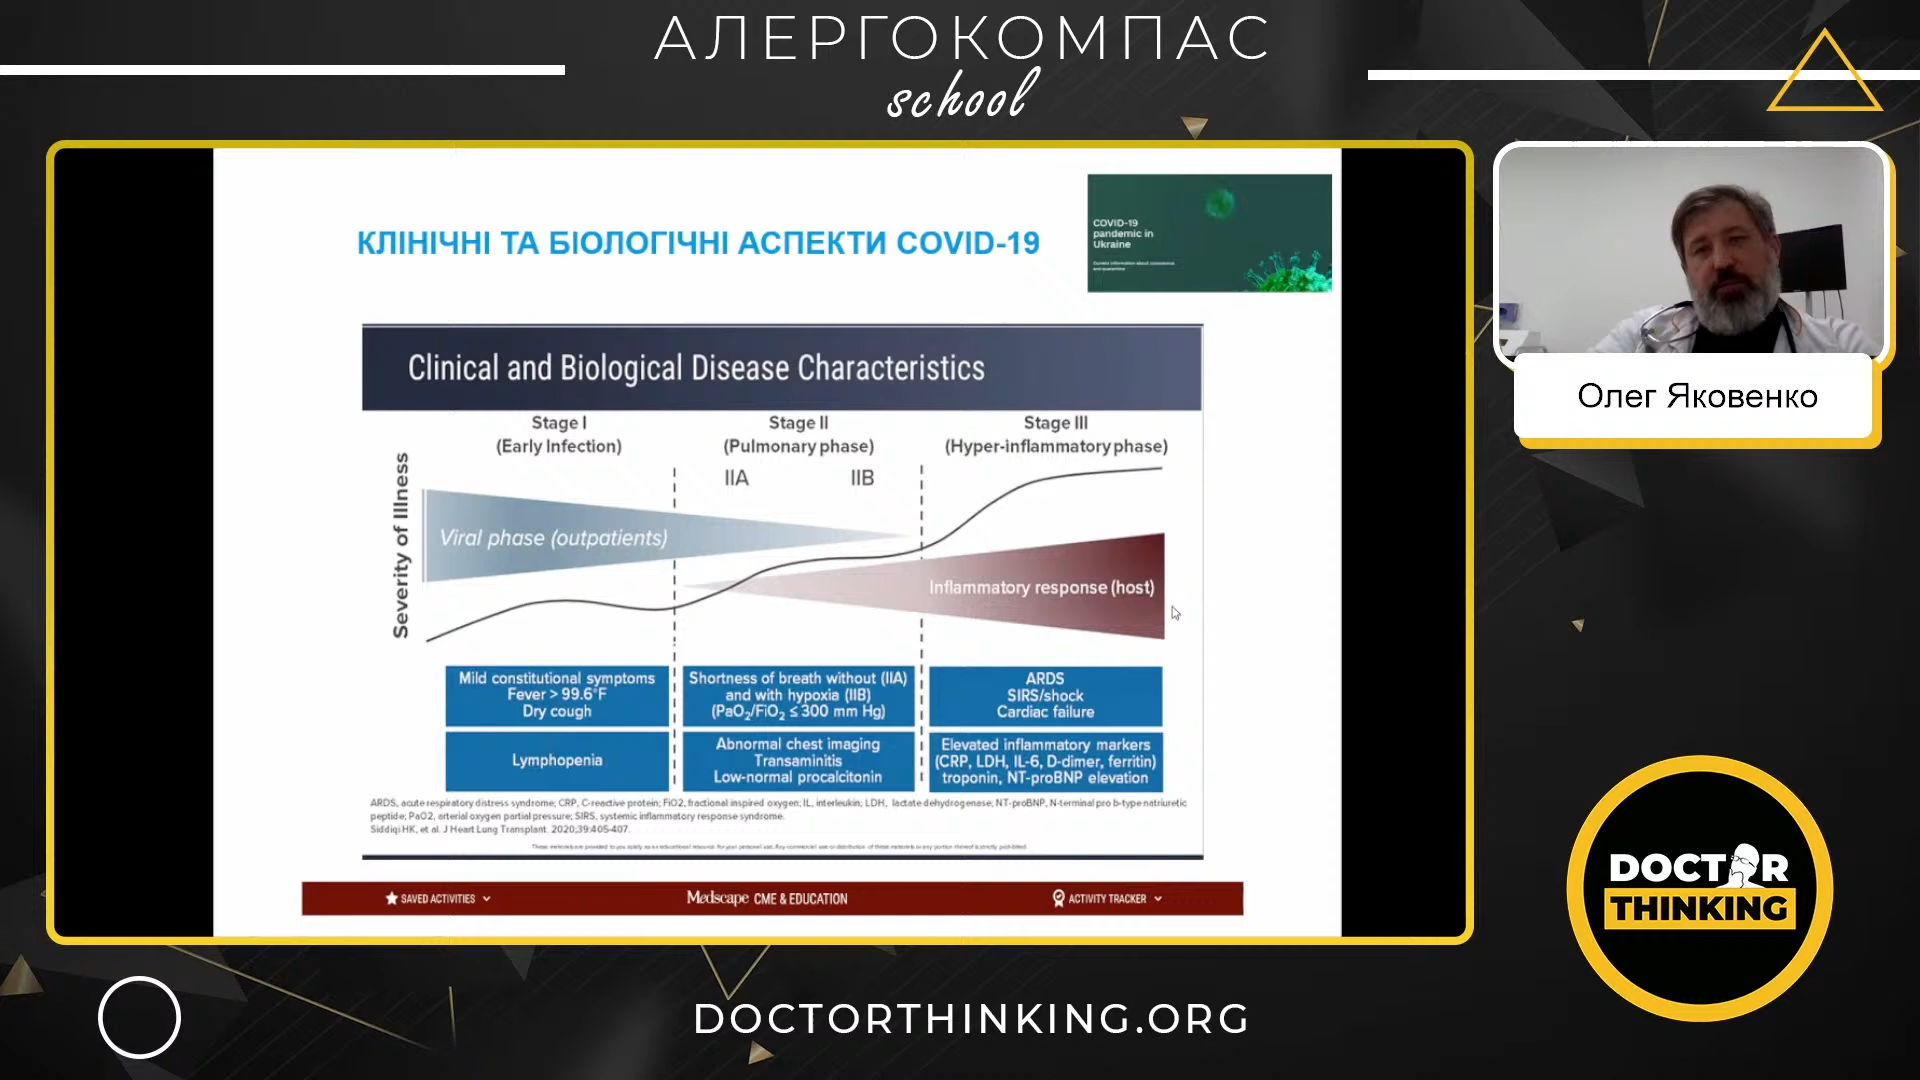 АЛЕРГОКОМПАС
school
КЛІНІЧНІ ТА БІОЛОГІЧНІ АСПЕКТИ COVID-19
COVID-19
pandemic in
Ukraine
Clinical and Biological Disease Characteristics
Stage I
(Early Infection)
Stage II
(Pulmonary phase)
Stage III
(Hyper-inflammatory phase)
IIA
IIB
Severity of Illness
Viral phase (outpatients)
Inflammatory response (host)
Mild constitutional symptoms
Fever > 99.6°F
Dry cough
Shortness of breath without (IIA)
and with hypoxia (IIB)
(PaO₂/FiO₂ ≤ 300 mm Hg)
ARDS
SIRS/shock
Cardiac failure
Lymphopenia
Abnormal chest imaging
Transaminitis
Low-normal procalcitonin
Elevated inflammatory markers
(CRP, LDH, IL-6, D-dimer, ferritin)
troponin, NT-proBNP elevation
ARDS, acute respiratory distress syndrome; CRP, C-reactive protein; FiO2, fractional inspired oxygen; IL, interleukin; LDH, lactate dehydrogenase; NT-proBNP, N-terminal pro b-type natriuretic
peptide; PaO2, arterial oxygen partial pressure; SIRS, systemic inflammatory response syndrome.
Siddiqi HK, et al. J Heart Lung Transplant. 2020;39:405-407.
SAVED ACTIVITIES
Medscape CME & EDUCATION
ACTIVITY TRACKER
Олег Яковенко
DOCTOR
THINKING
DOCTORTHINKING.ORG